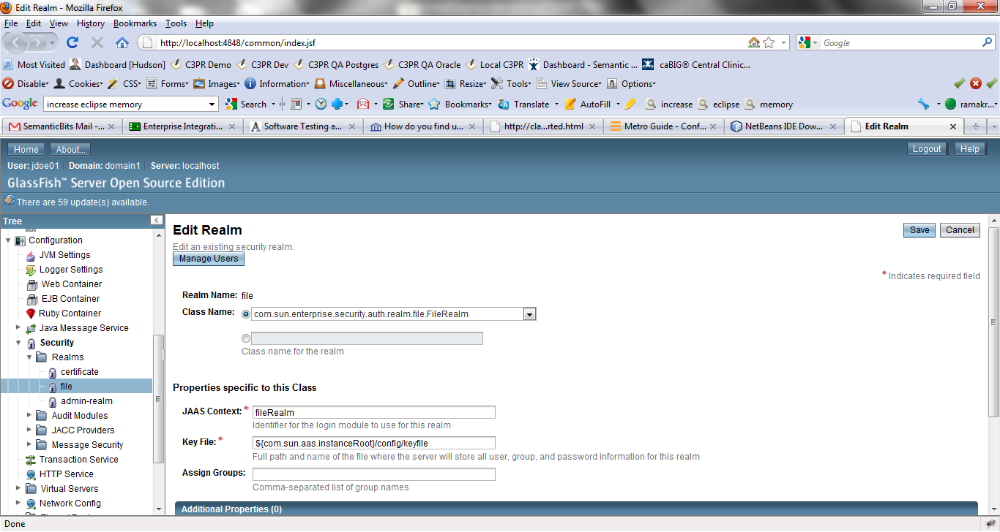 Edit Realm - Mozilla Firefox
File Edit View History Bookmarks Tools Help
http://localhost:4848/common/index.jsf
Google
Most Visited Dashboard [Hudson] C3PR Demo C3PR Dev C3PR QA Postgres C3PR QA Oracle Local C3PR Dashboard - Semantic ... caBIG® Central Clinic...
Disable Cookies CSS Forms Images Information Miscellaneous Outline Resize Tools View Source Options
Google increase eclipse memory Search Share Bookmarks Translate AutoFill increase eclipse memory ramakr...
SemanticBits Mail -... Enterprise Integrati... Software Testing a... How do you find u... http://cla...rted.html Metro Guide - Conf... NetBeans IDE Dow... Edit Realm
Home About... Logout Help
User: jdoe01 Domain: domain1 Server: localhost
GlassFish™ Server Open Source Edition
There are 59 update(s) available.
Tree
Configuration
JVM Settings
Logger Settings
Web Container
EJB Container
Ruby Container
Java Message Service
Security
Realms
certificate
file
admin-realm
Audit Modules
JACC Providers
Message Security
Transaction Service
HTTP Service
Virtual Servers
Network Config
Edit Realm
Save Cancel
Edit an existing security realm.
Manage Users
* Indicates required field
Realm Name: file
Class Name: com.sun.enterprise.security.auth.realm.file.FileRealm
Class name for the realm
Properties specific to this Class
JAAS Context: * fileRealm
Identifier for the login module to use for this realm
Key File: * ${com.sun.aas.instanceRoot}/config/keyfile
Full path and name of the file where the server will store all user, group, and password information for this realm
Assign Groups:
Comma-separated list of group names
Additional Properties (0)
Done